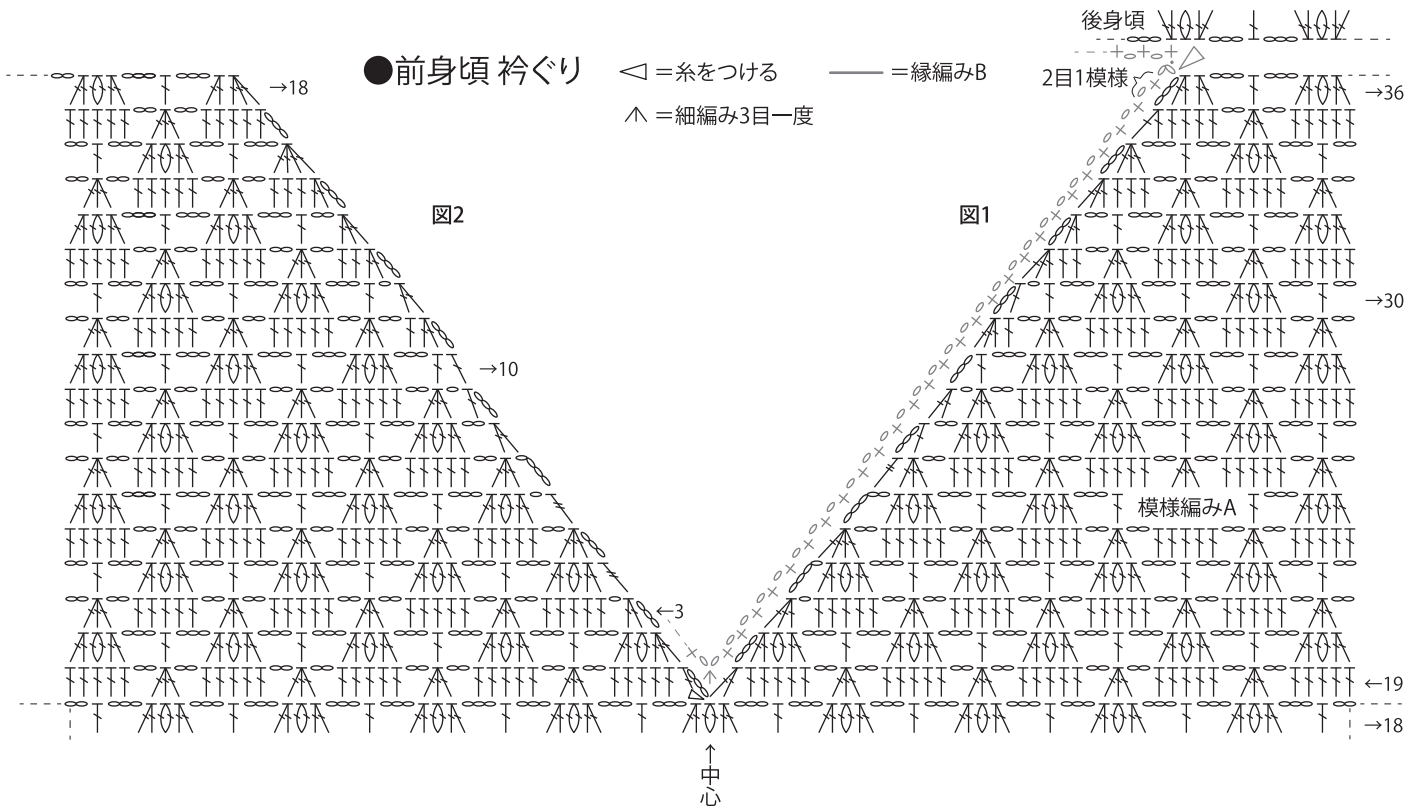 後身頃
●前身頃 衿ぐり
=糸をつける
=縁編みB
=細編み3目一度
2目1模様
→18
→36
図2
図1
→30
→10
模様編みA
←3
←19
→18
↑
中心